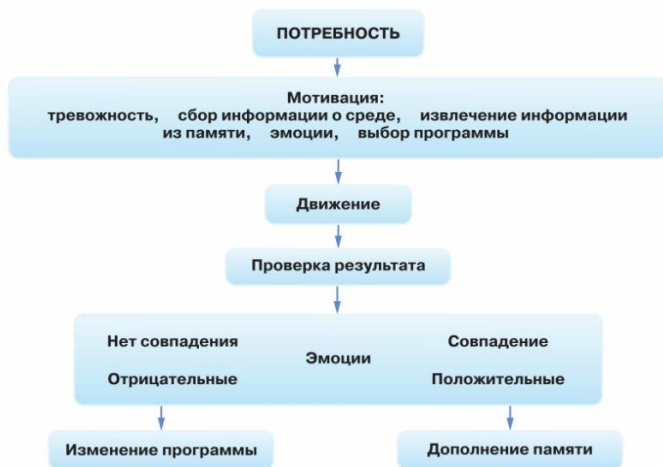 ПОТРЕБНОСТЬ
Мотивация:
тревожность, сбор информации о среде, извлечение информации
из памяти, эмоции, выбор программы
Движение
Проверка результата
Нет совпадения
Совпадение
Эмоции
Отрицательные
Положительные
Изменение программы
Дополнение памяти